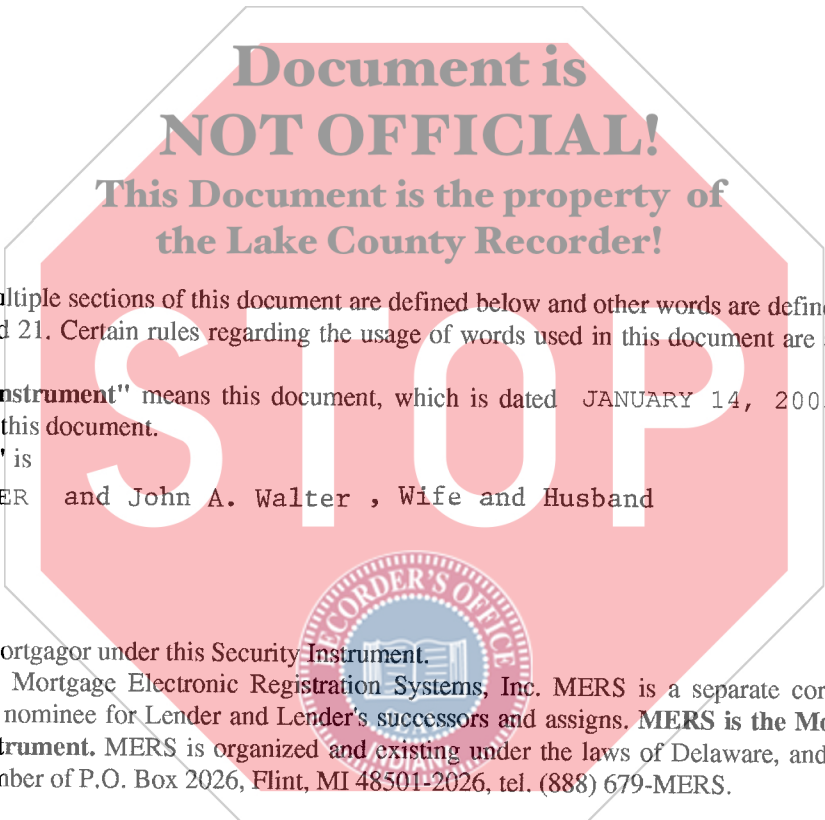 Document is
NOT OFFICIAL!
This Document is the property of
the Lake County Recorder!
ultiple sections of this document are defined below and other words are define
d 21. Certain rules regarding the usage of words used in this document are
nstrument" means this document, which is dated JANUARY 14, 200
this document.
" is
ER and John A. Walter , Wife and Husband
STOP
RECORDER'S OFFICE
ortgagor under this Security Instrument.
Mortgage Electronic Registration Systems, Inc. MERS is a separate cor
nominee for Lender and Lender's successors and assigns. MERS is the Mo
trument. MERS is organized and existing under the laws of Delaware, and
INDIANA
mber of P.O. Box 2026, Flint, MI 48501-2026, tel. (888) 679-MERS.